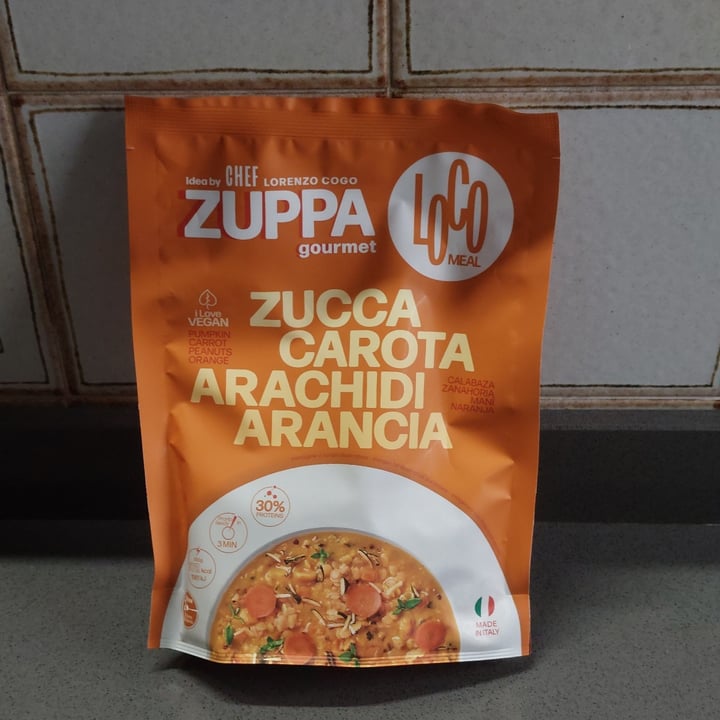 Idea by CHEF LORENZO COGO
ZUPPA
gourmet
LOCO
MEAL
i Love
VEGAN
PUMPKIN
CARROT
PEANUTS
ORANGE
ZUCCA
CAROTA
ARACHIDI
ARANCIA
CALABAZA
ZANAHORIA
MANÍ
NARANJA
30%
PROTEINS
3 MIN
MADE
IN ITALY